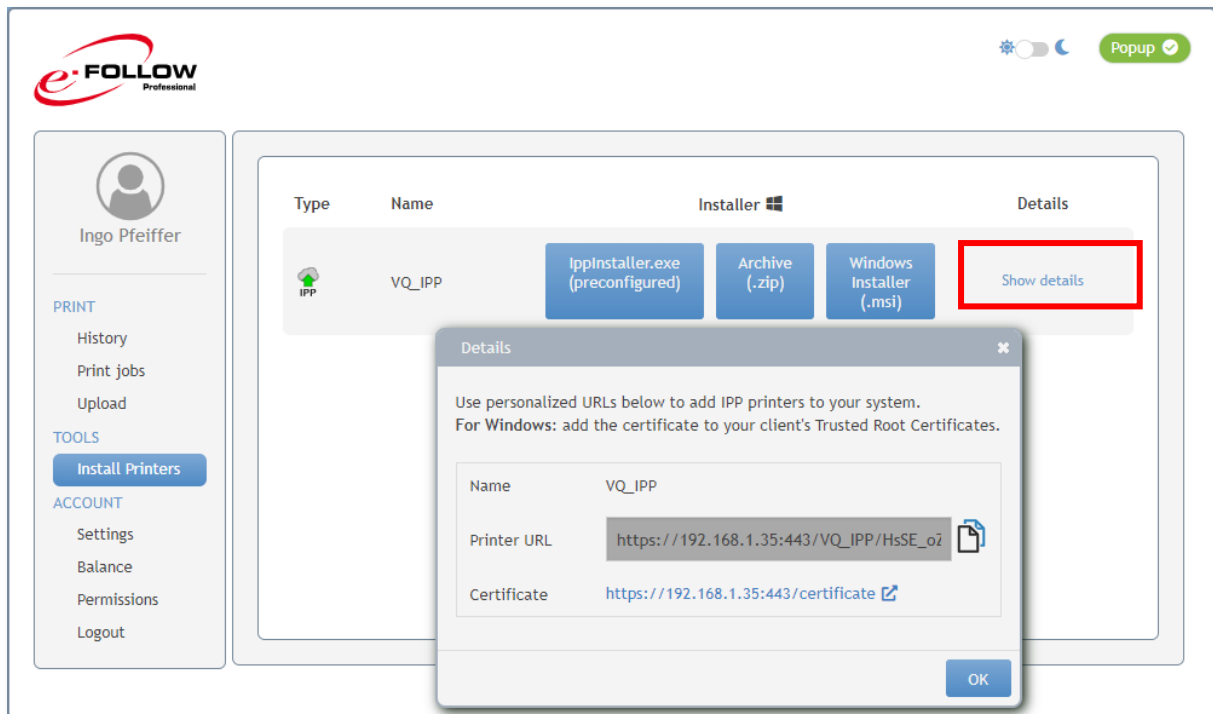 e-FOLLOW
Professional
Popup
Ingo Pfeiffer
PRINT
History
Print jobs
Upload
TOOLS
Install Printers
ACCOUNT
Settings
Balance
Permissions
Logout
Type Name Installer Details
IPP
VQ_IPP
IppInstaller.exe
(preconfigured)
Archive
(.zip)
Windows
Installer
(.msi)
Show details
Details
Use personalized URLs below to add IPP printers to your system.
For Windows: add the certificate to your client's Trusted Root Certificates.
Name VQ_IPP
Printer URL https://192.168.1.35:443/VQ_IPP/HsSE_oZ
Certificate https://192.168.1.35:443/certificate
OK